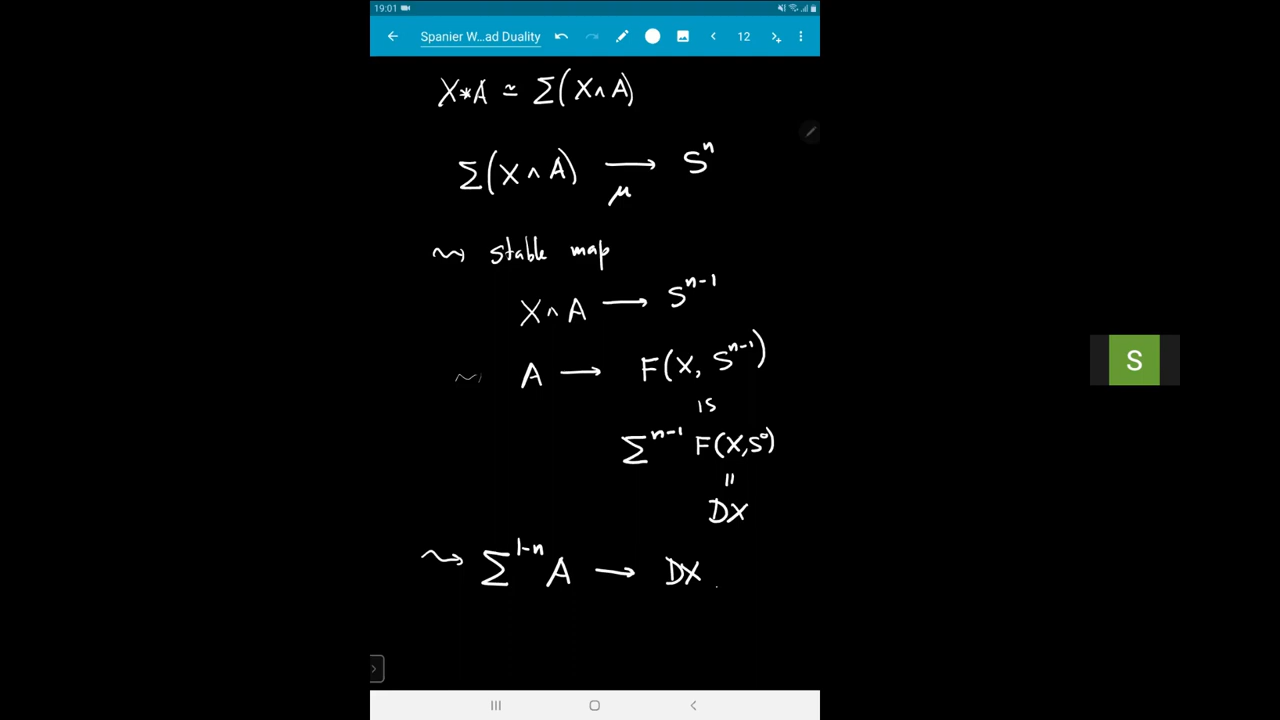 19:01
Spanier W...ad Duality
12
X*A ≃ Σ(X∧A)
Σ(X∧A) ⟶ Sⁿ
μ
⇝ stable map
X∧A ⟶ Sⁿ⁻¹
~ A ⟶ F(X, Sⁿ⁻¹)
IS
Σⁿ⁻¹ F(X,S⁰)
॥
DX
⇝ Σ¹⁻ⁿ A ⟶ DX.
S